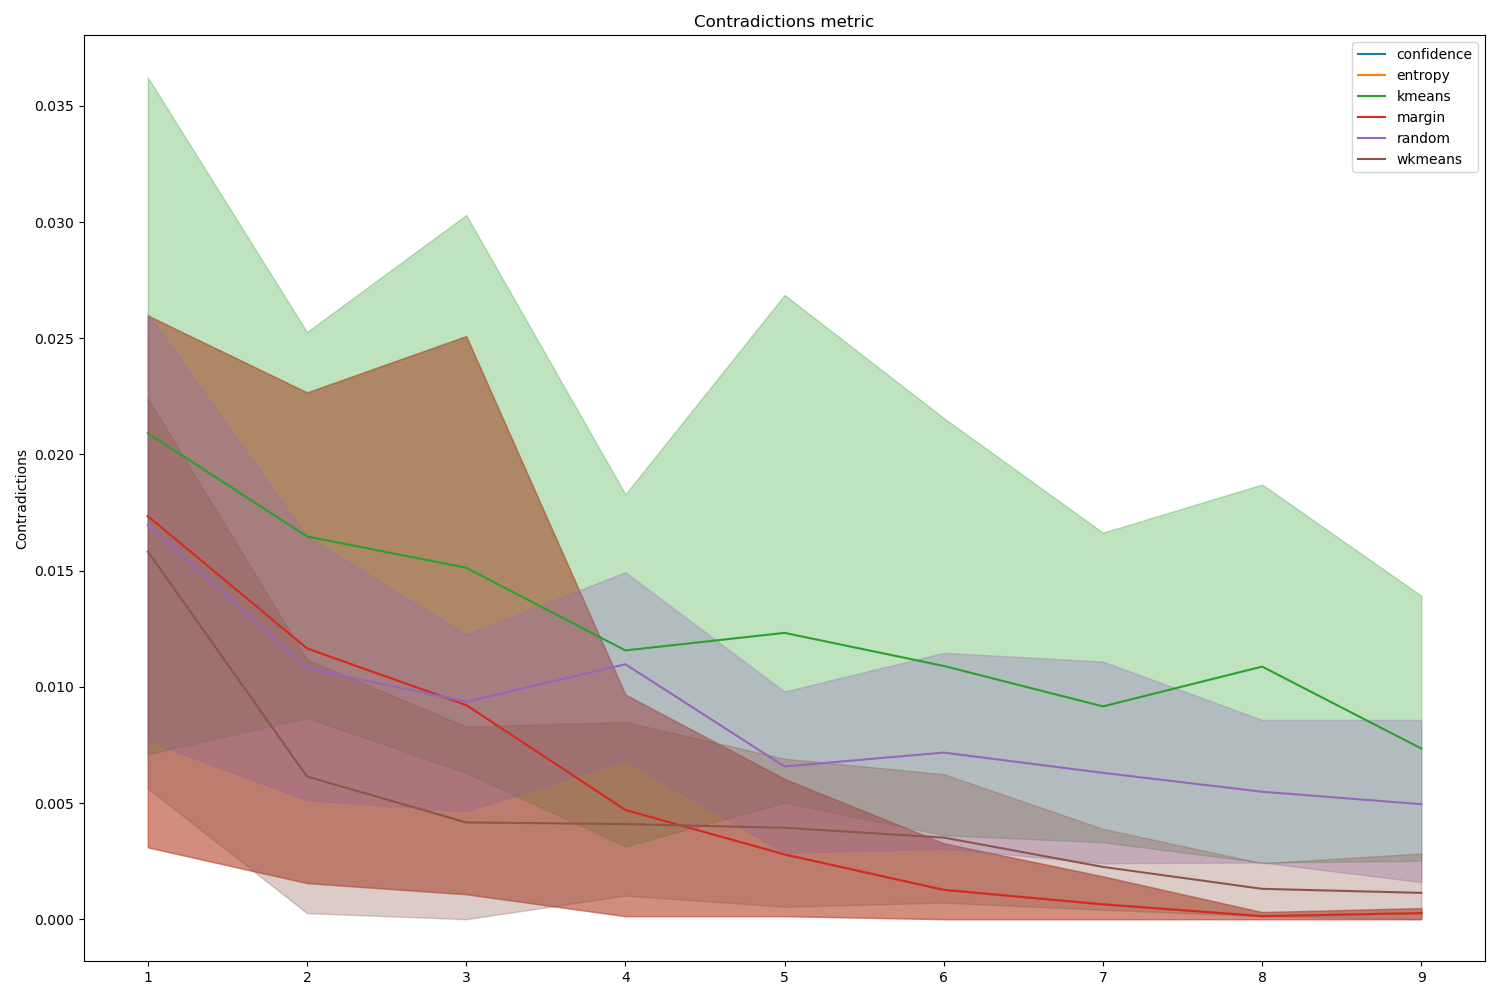 Contradictions metric
confidence
entropy
kmeans
margin
random
wkmeans
0.035
0.030
0.025
0.020
0.015
0.010
0.005
0.000
Contradictions
1 2 3 4 5 6 7 8 9